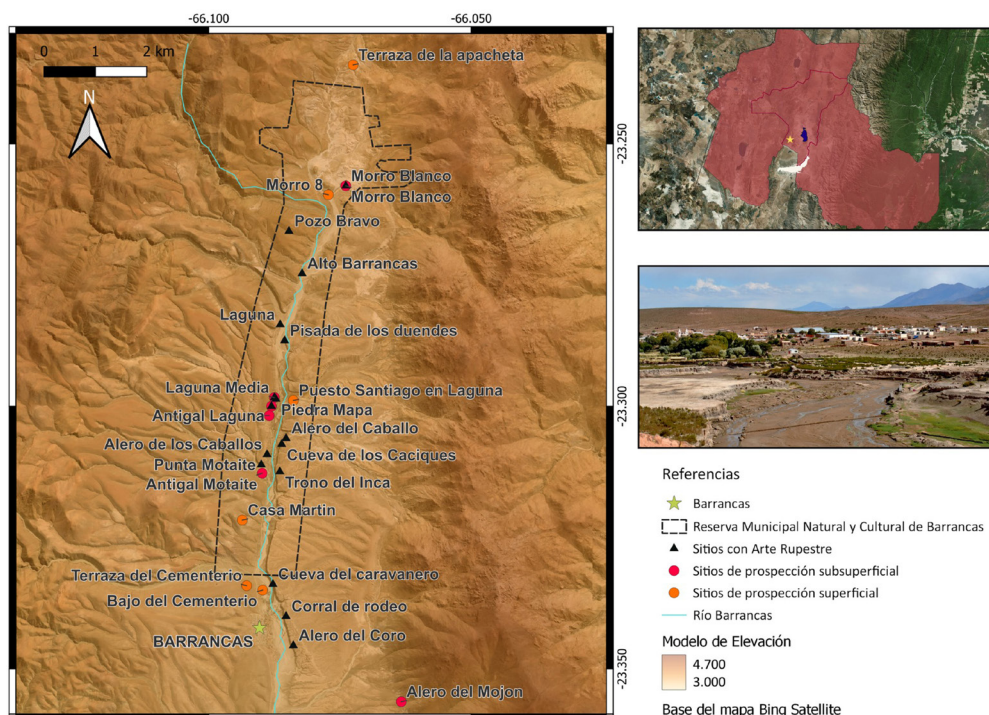 -66.100
-66.050
0 1 2 km
Terraza de la apacheta
N
-23.250
Morro Blanco
Morro 8
Morro Blanco
Pozo Bravo
Alto Barrancas
Laguna
Pisada de los duendes
Laguna Media
Puesto Santiago en Laguna
-23.300
Antigal Laguna
Piedra Mapa
Alero del Caballo
Alero de los Caballos
Cueva de los Caciques
Punta Motaite
Antigal Motaite
Trono del Inca
Casa Martin
Terraza del Cementerio
Cueva del caravanero
Bajo del Cementerio
Corral de rodeo
BARRANCAS
Alero del Coro
-23.350
Alero del Mojon
Referencias
Barrancas
Reserva Municipal Natural y Cultural de Barrancas
Sitios con Arte Rupestre
Sitios de prospección subsuperficial
Sitios de prospección superficial
Río Barrancas
Modelo de Elevación
4.700
3.000
Base del mapa Bing Satellite